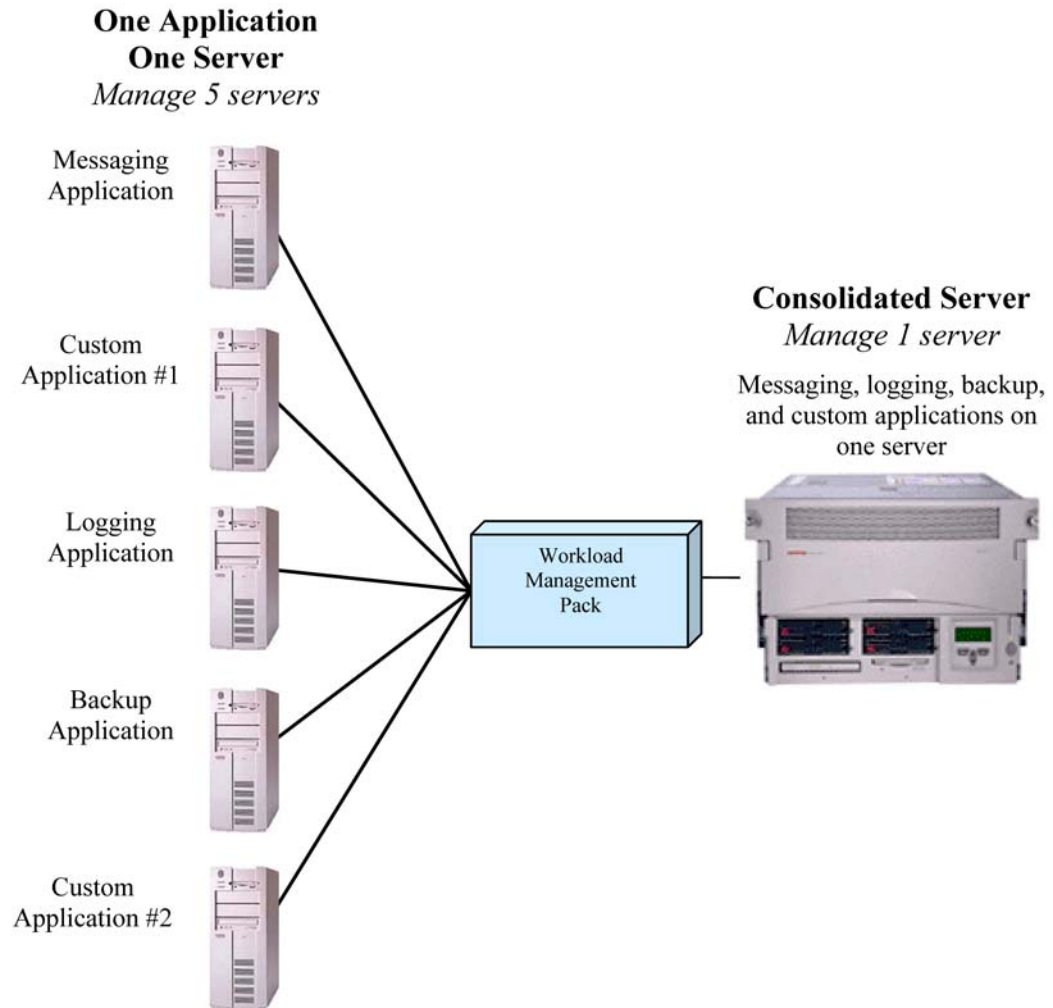 One Application
One Server
Manage 5 servers
Messaging
Application
Custom
Application #1
Logging
Application
Backup
Application
Custom
Application #2
Workload
Management
Pack
Consolidated Server
Manage 1 server
Messaging, logging, backup,
and custom applications on
one server